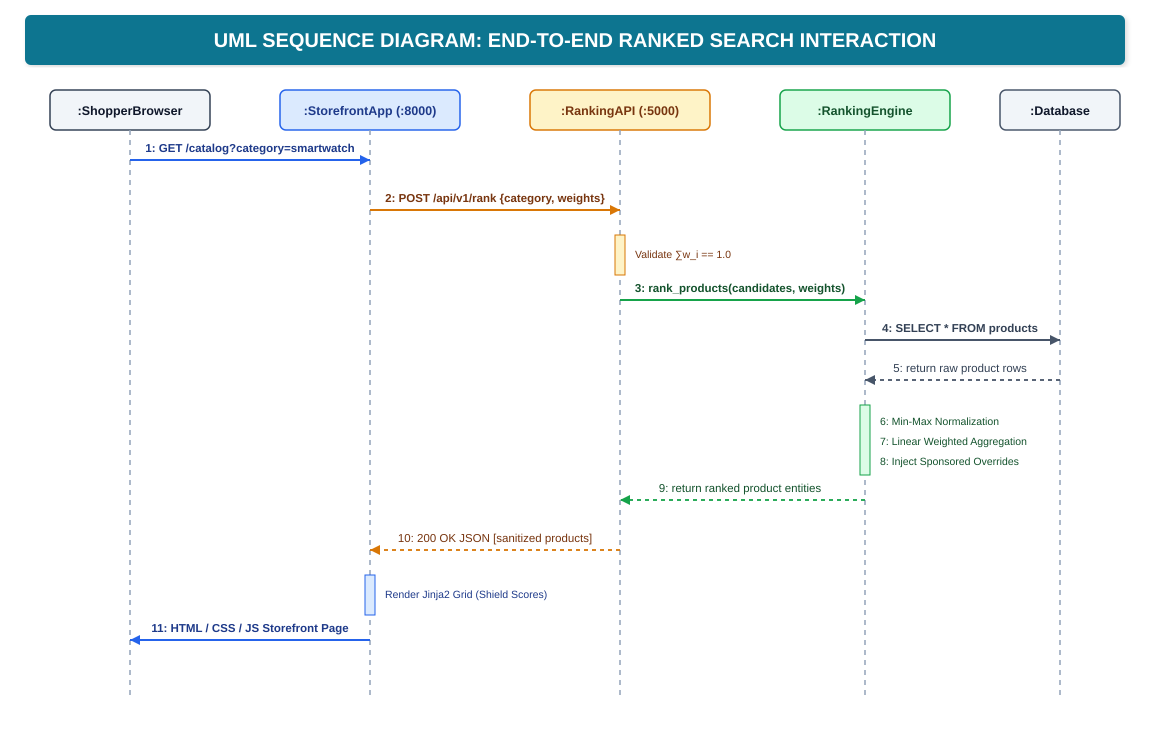 UML SEQUENCE DIAGRAM: END-TO-END RANKED SEARCH INTERACTION
:ShopperBrowser
:StorefrontApp (:8000)
:RankingAPI (:5000)
:RankingEngine
:Database
1: GET /catalog?category=smartwatch
2: POST /api/v1/rank {category, weights}
Validate ∑w_i == 1.0
3: rank_products(candidates, weights)
4: SELECT * FROM products
5: return raw product rows
6: Min-Max Normalization
7: Linear Weighted Aggregation
8: Inject Sponsored Overrides
9: return ranked product entities
10: 200 OK JSON [sanitized products]
Render Jinja2 Grid (Shield Scores)
11: HTML / CSS / JS Storefront Page